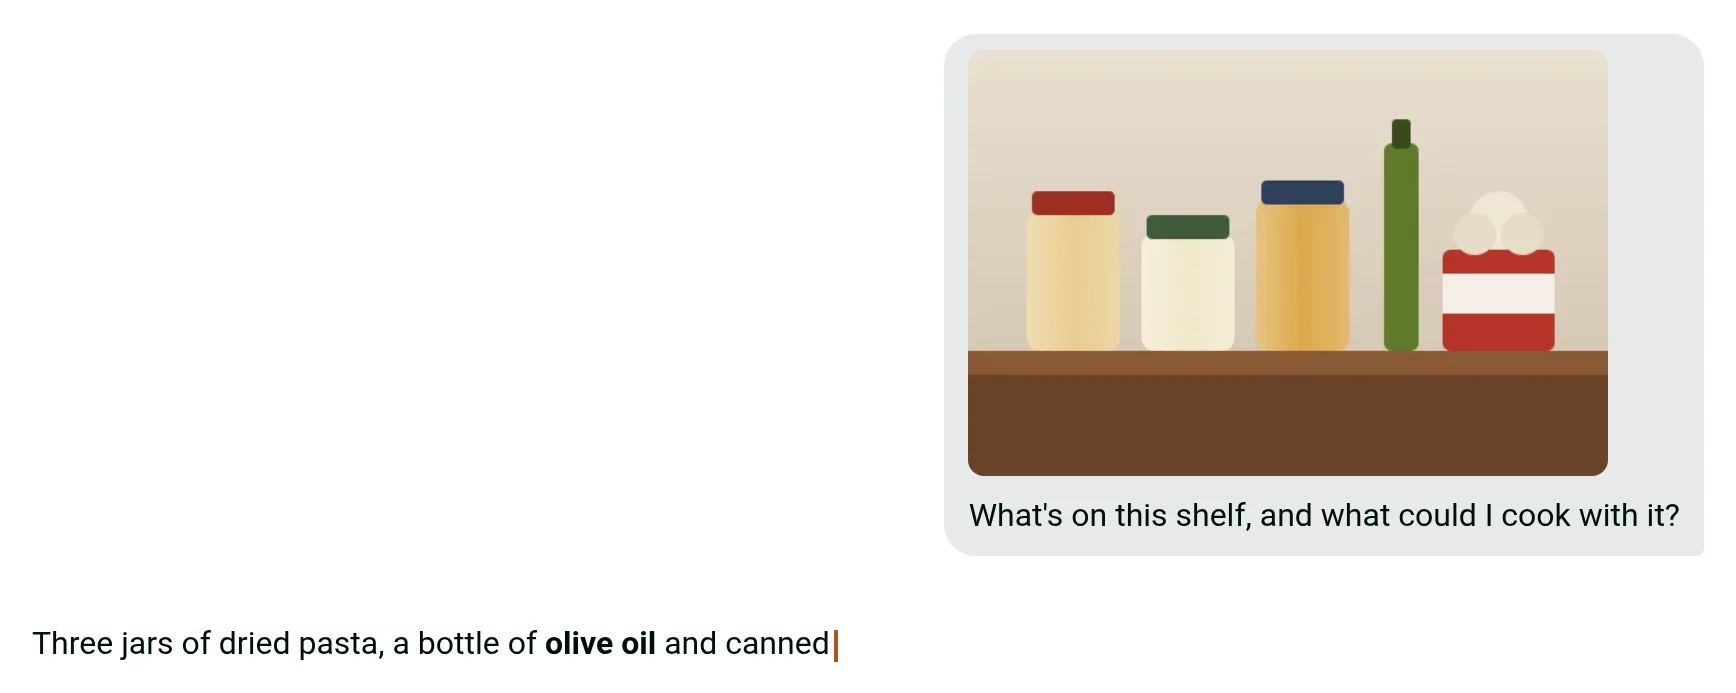 What's on this shelf, and what could I cook with it?
Three jars of dried pasta, a bottle of olive oil and canned